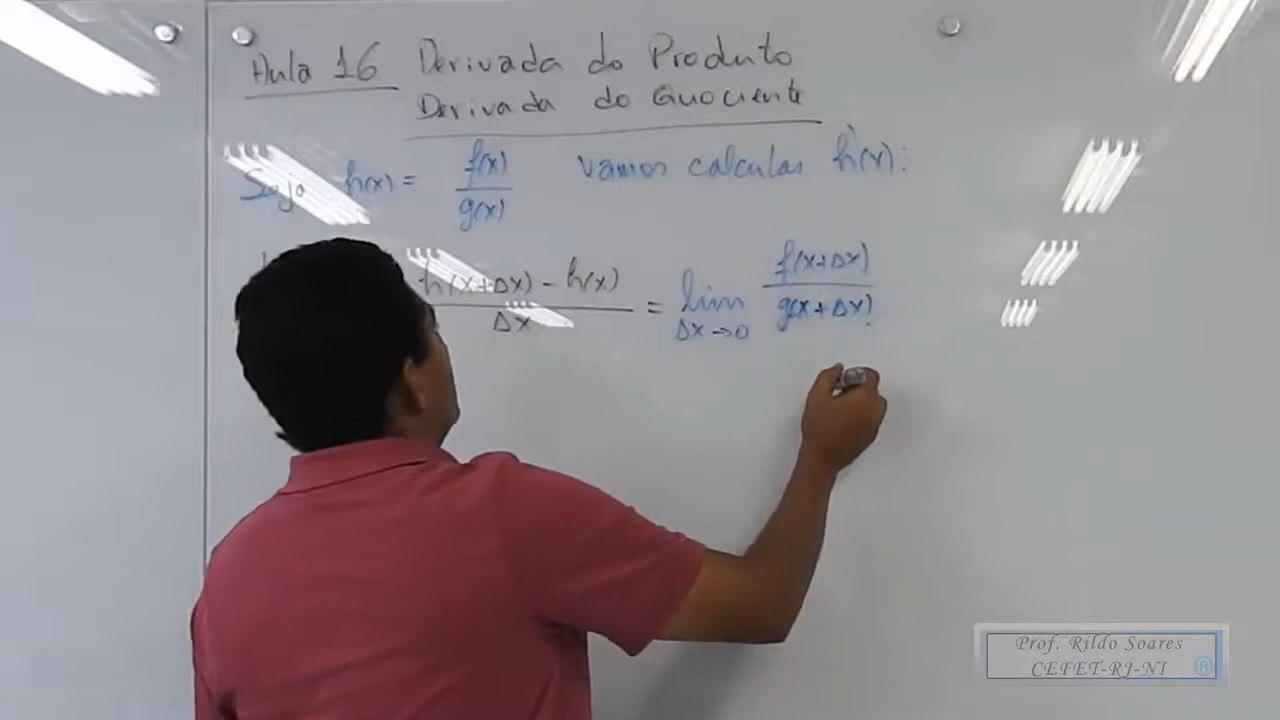 Aula 16 Derivada do Produto
Derivada do Quociente
Seja h(x) = f(x)/g(x) Vamos calcular h'(x):
h(x+Δx) - h(x) / Δx = lim Δx→0 f(x+Δx) / g(x+Δx)
Prof. Rildo Soares
CEFET-RJ-NI ®